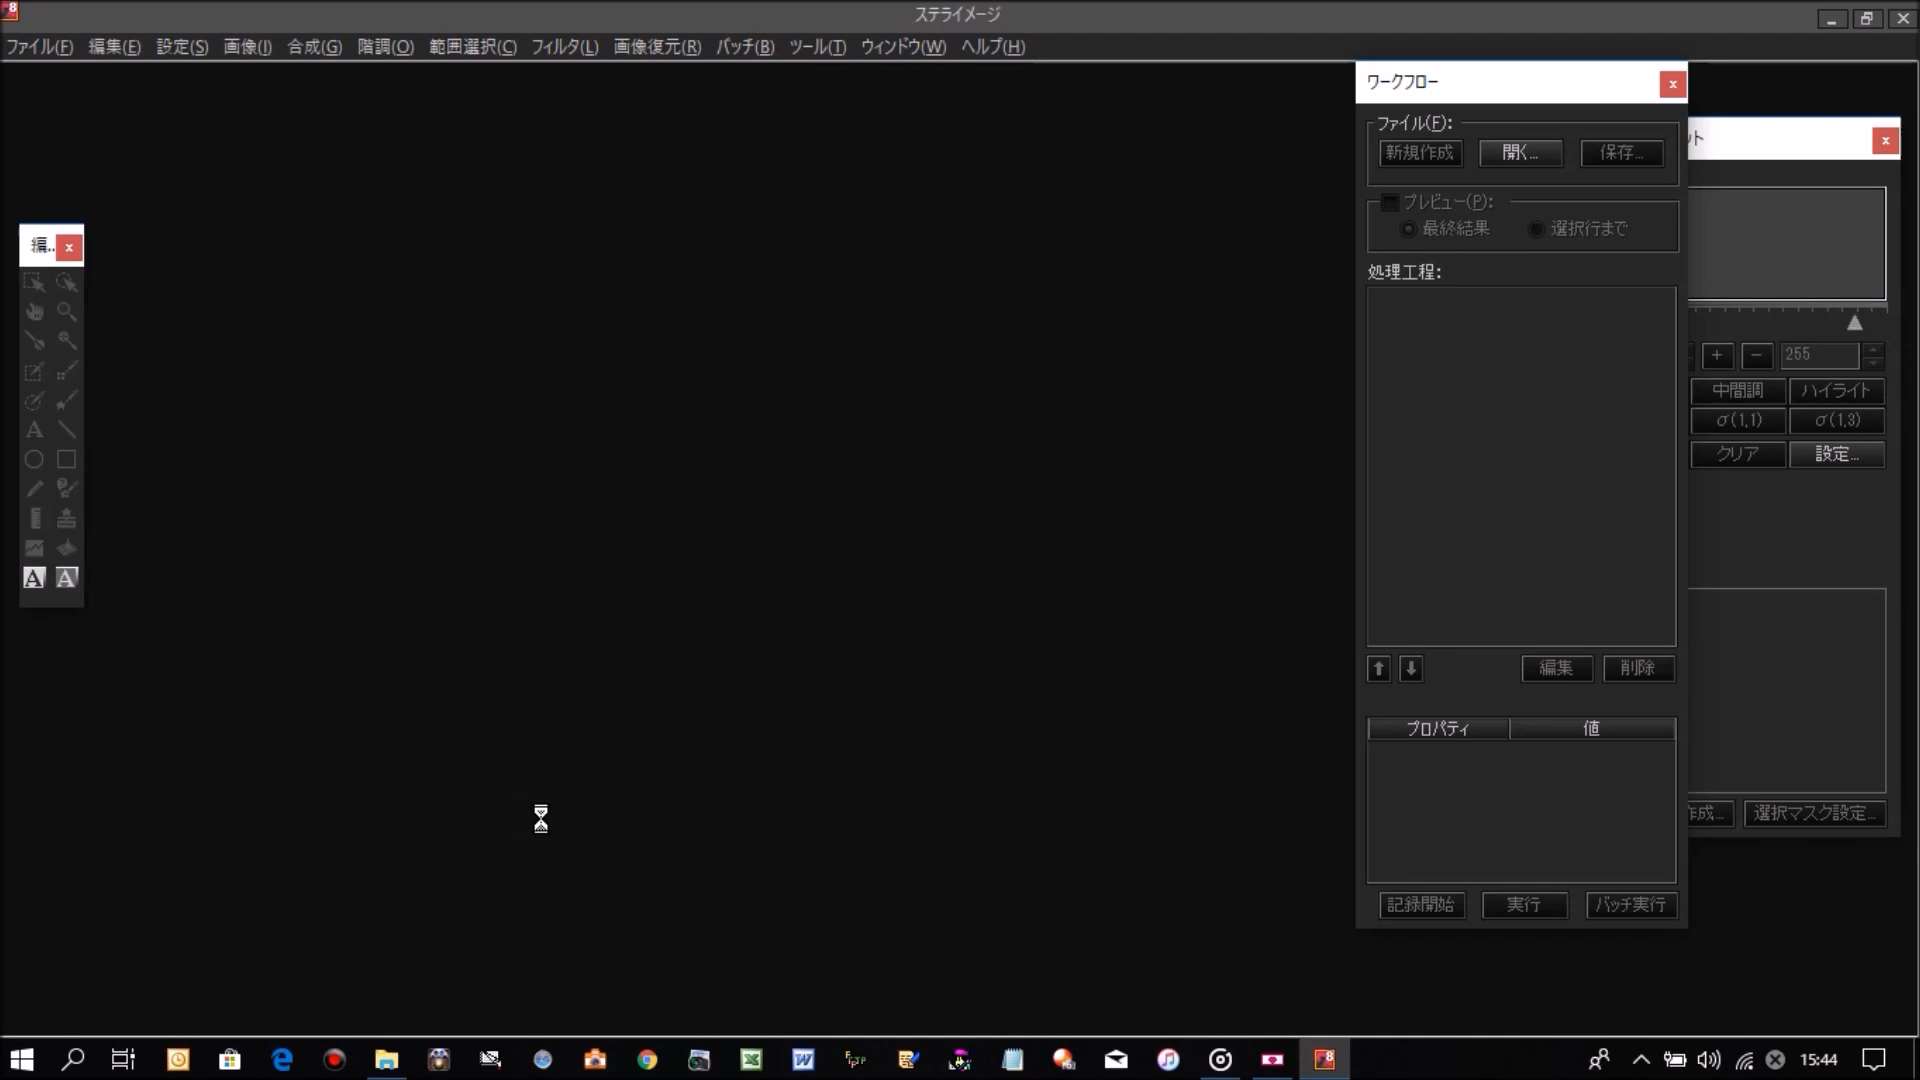 ステライメージ
ファイル(F) 編集(E) 設定(S) 画像(I) 合成(G) 階調(O) 範囲選択(C) フィルタ(L) 画像復元(R) バッチ(B) ツール(T) ウィンドウ(W) ヘルプ(H)
ワークフロー
ファイル(F):
新規作成 開く... 保存...
プレビュー(P):
最終結果 選択行まで
処理工程:
編集 削除
プロパティ 値
記録開始 実行 バッチ実行
ット
+ − 255
中間調 ハイライト
σ(1,1) σ(1,3)
クリア 設定...
作成... 選択マスク設定...
編...
A
A A
15:44